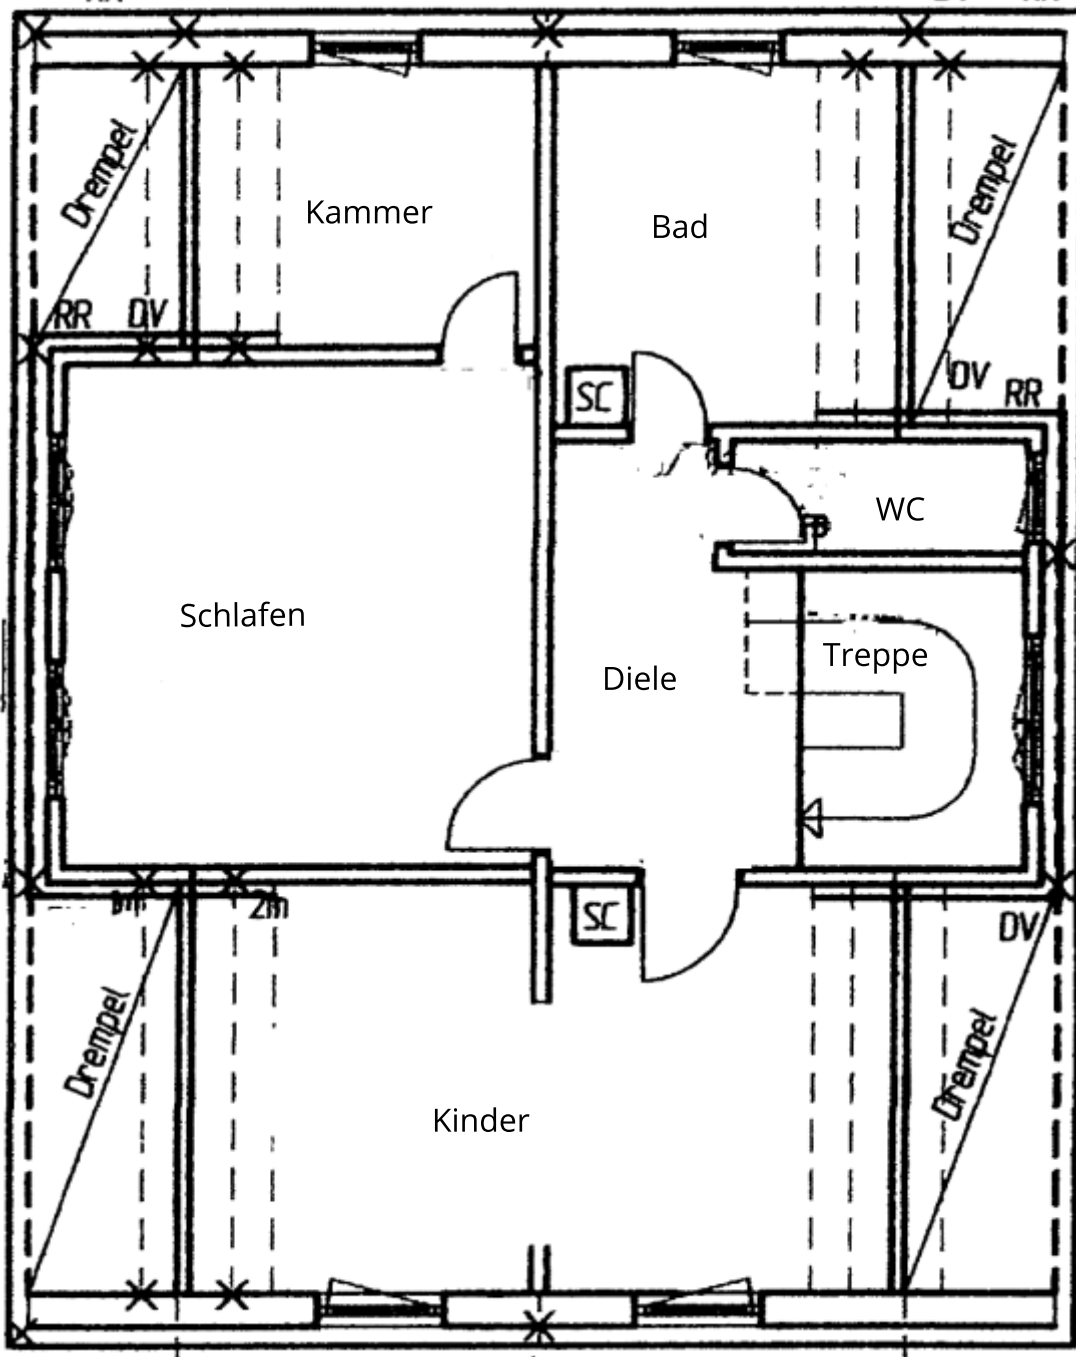 Drempel
Kammer
Bad
Drempel
RR DV
DV
RR
SC
WC
Schlafen
Treppe
Diele
2m
SC
DV
Drempel
Drempel
Kinder